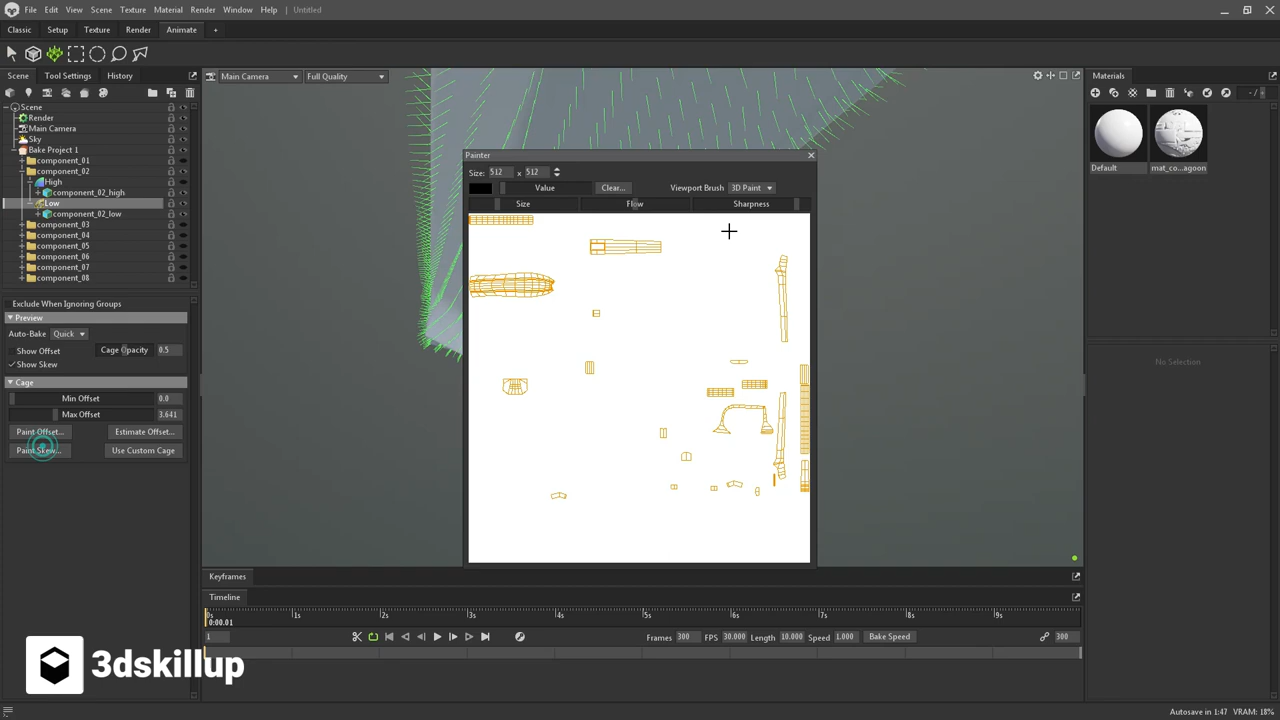 File Edit View Scene Texture Material Render Window Help Untitled
Classic Setup Texture Render Animate +
Scene Tool Settings History
Main Camera Full Quality
Materials
- / -
Scene
Render
Main Camera
Sky
Bake Project 1
component_01
component_02
High
component_02_high
Low
component_02_low
component_03
component_04
component_05
component_06
component_07
component_08
Default
mat_co...agoon
Painter
Size: 512 x 512
Value Clear... Viewport Brush 3D Paint
Size Flow Sharpness
Exclude When Ignoring Groups
Preview
Auto-Bake Quick
Show Offset Cage Opacity 0.5
Show Skew
Cage
Min Offset 0.0
Max Offset 3.641
Paint Offset... Estimate Offset...
Paint Skew... Use Custom Cage
No Selection
Keyframes
Timeline
0s 1s 2s 3s 4s 5s 6s 7s 8s 9s
0:00.01
1 Frames 300 FPS 30.000 Length 10.000 Speed 1.000 Bake Speed 300
3dskillup
Autosave in 1:47 VRAM: 18%